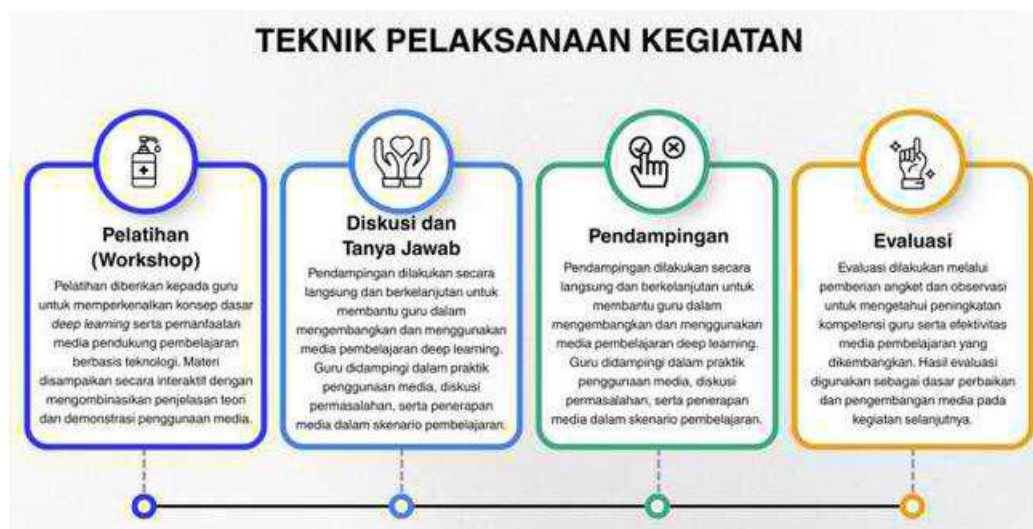 TEKNIK PELAKSANAAN KEGIATAN
Pelatihan
(Workshop)
Pelatihan diberikan kepada guru
untuk memperkenalkan konsep dasar
deep learning serta pemanfaatan
media pendukung pembelajaran
berbasis teknologi. Materi
disampaikan secara interaktif dengan
mengombinasikan penjelasan teori
dan demonstrasi penggunaan media.
Diskusi dan
Tanya Jawab
Pendampingan dilakukan secara
langsung dan berkelanjutan untuk
membantu guru dalam
mengembangkan dan menggunakan
media pembelajaran deep learning.
Guru didampingi dalam praktik
penggunaan media, diskusi
permasalahan, serta penerapan
media dalam skenario pembelajaran.
Pendampingan
Pendampingan dilakukan secara
langsung dan berkelanjutan untuk
membantu guru dalam
mengembangkan dan menggunakan
media pembelajaran deep learning.
Guru didampingi dalam praktik
penggunaan media, diskusi
permasalahan, serta penerapan
media dalam skenario pembelajaran.
Evaluasi
Evaluasi dilakukan melalui
pemberian angket dan observasi
untuk mengetahui peningkatan
kompetensi guru serta efektivitas
media pembelajaran yang
dikembangkan. Hasil evaluasi
digunakan sebagai dasar perbaikan
dan pengembangan media pada
kegiatan selanjutnya.